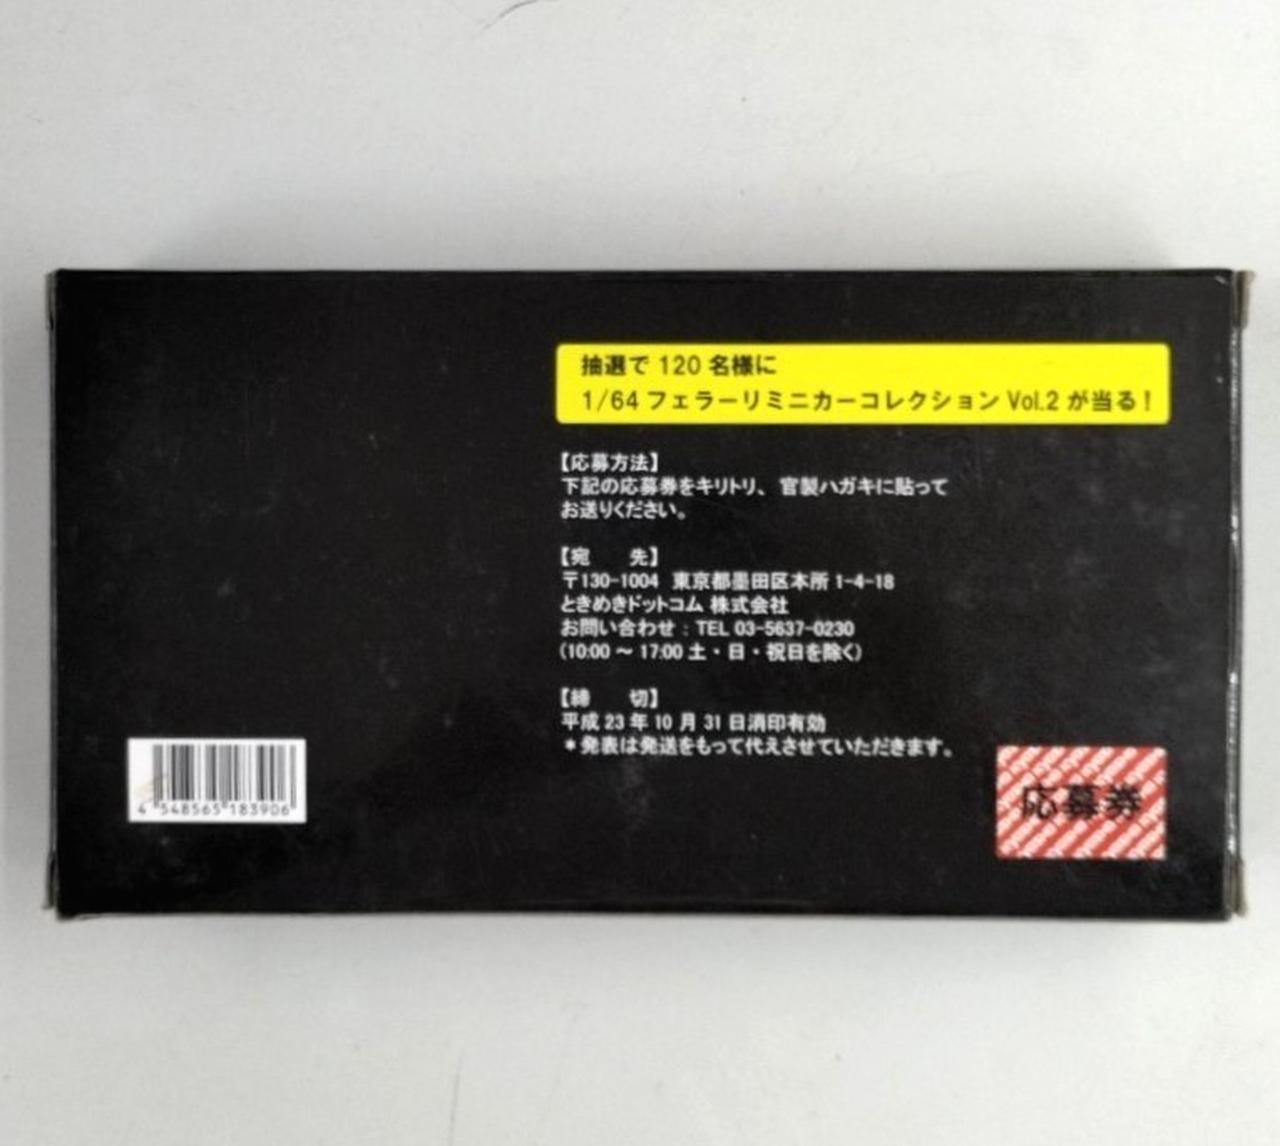 抽選で 120 名様に
1/64 フェラーリミニカーコレクション Vol.2 が当る！
【応募方法】
下記の応募券をキリトリ、官製ハガキに貼って
お送りください。
【宛　　先】
〒130-1004 東京都墨田区本所 1-4-18
ときめきドットコム 株式会社
お問い合わせ : TEL 03-5637-0230
(10:00 ～ 17:00 土・日・祝日を除く)
【締　　切】
平成 23 年 10 月 31 日消印有効
＊発表は発送をもって代えさせていただきます。
応募券
4 548565 183906